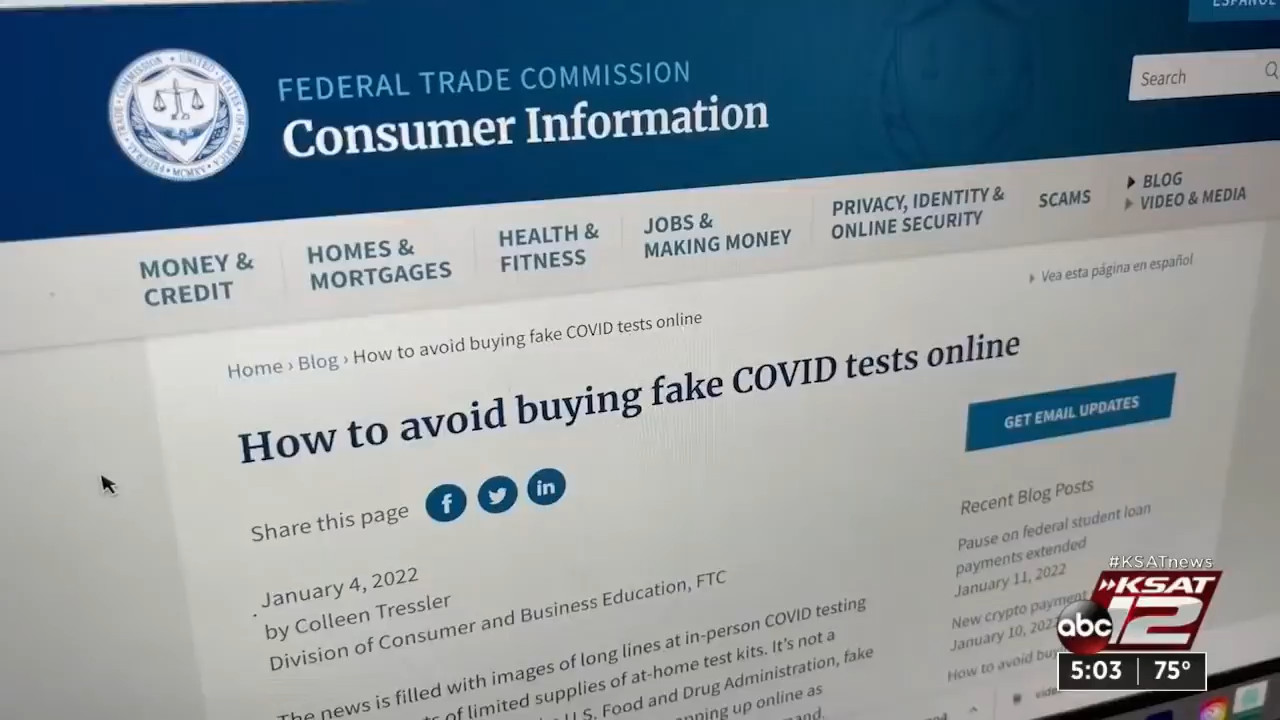 ESPAÑOL
FEDERAL TRADE COMMISSION
Consumer Information
Search
MONEY &
CREDIT
HOMES &
MORTGAGES
HEALTH &
FITNESS
JOBS &
MAKING MONEY
PRIVACY, IDENTITY &
ONLINE SECURITY
SCAMS
BLOG
VIDEO & MEDIA
Vea esta página en español
Home › Blog › How to avoid buying fake COVID tests online
How to avoid buying fake COVID tests online
GET EMAIL UPDATES
Share this page
Recent Blog Posts
Pause on federal student loan
payments extended
January 11, 2022
New crypto payment
January 10, 2022
How to avoid
January 4, 2022
by Colleen Tressler
Division of Consumer and Business Education, FTC
news is filled with images of long lines at in-person COVID testing
of limited supplies of at-home test kits. It's not a
U.S. Food and Drug Administration, fake
up online as
#KSATnews
KSAT
abc 12
5:03 75°